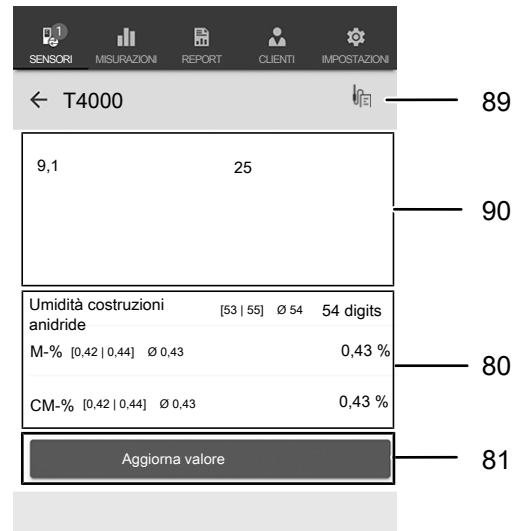 1
SENSORI MISURAZIONI REPORT CLIENTI IMPOSTAZIONI
← T4000 89
9,1 25
90
Umidità costruzioni [53 | 55] Ø 54 54 digits
anidride
M-% [0,42 | 0,44] Ø 0,43 0,43 %
80
CM-% [0,42 | 0,44] Ø 0,43 0,43 %
Aggiorna valore 81